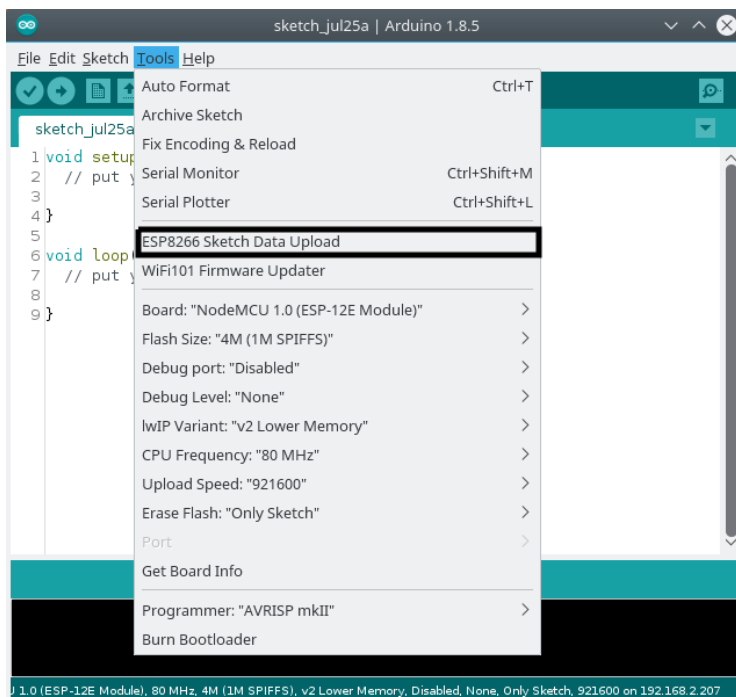 sketch_jul25a | Arduino 1.8.5
File Edit Sketch Tools Help
sketch_jul25a
Auto Format Ctrl+T
Archive Sketch
Fix Encoding & Reload
Serial Monitor Ctrl+Shift+M
Serial Plotter Ctrl+Shift+L
ESP8266 Sketch Data Upload
WiFi101 Firmware Updater
Board: "NodeMCU 1.0 (ESP-12E Module)"
Flash Size: "4M (1M SPIFFS)"
Debug port: "Disabled"
Debug Level: "None"
lwIP Variant: "v2 Lower Memory"
CPU Frequency: "80 MHz"
Upload Speed: "921600"
Erase Flash: "Only Sketch"
Port
Get Board Info
Programmer: "AVRISP mkII"
Burn Bootloader
1 void setup
2 // put y
3
4 }
5
6 void loop(
7 // put y
8
9 }
J 1.0 (ESP-12E Module), 80 MHz, 4M (1M SPIFFS), v2 Lower Memory, Disabled, None, Only Sketch, 921600 on 192.168.2.207